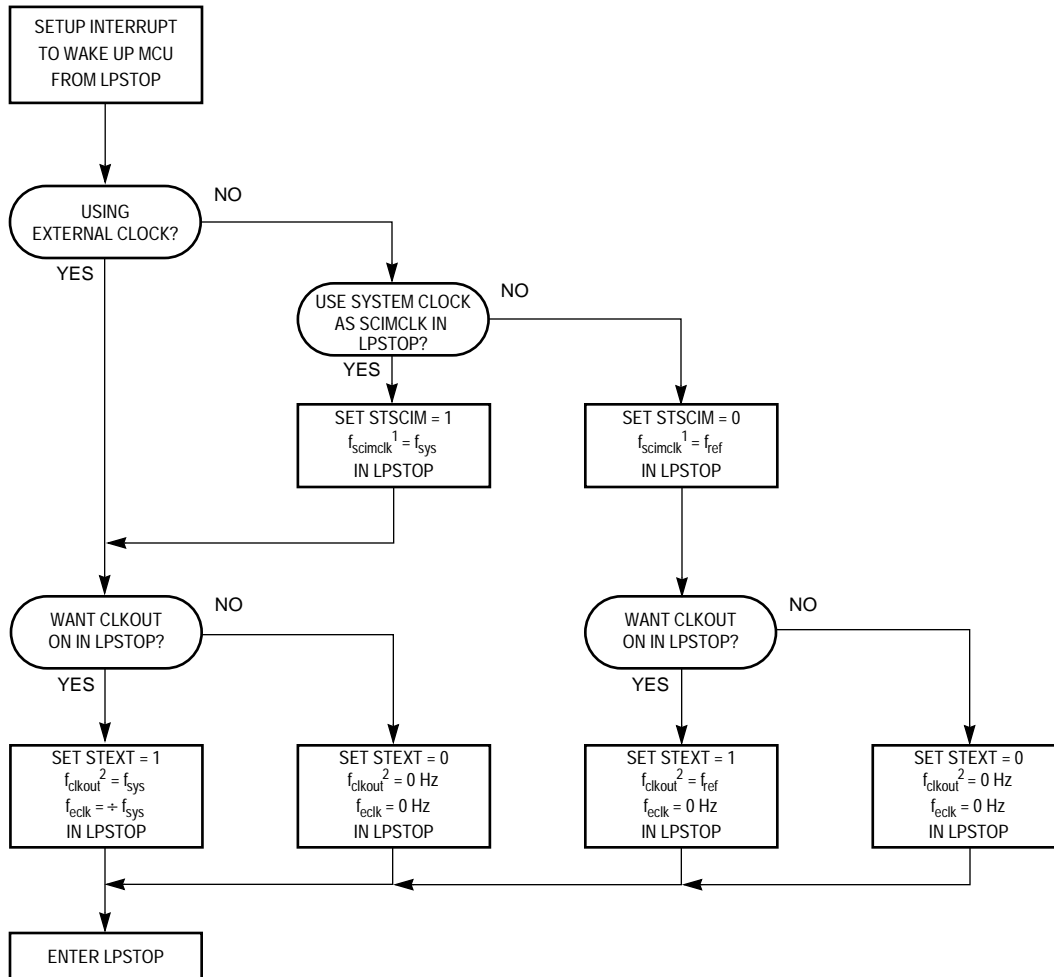 SETUP INTERRUPT
TO WAKE UP MCU
FROM LPSTOP
USING
EXTERNAL CLOCK?
NO
YES
USE SYSTEM CLOCK
AS SCIMCLK IN
LPSTOP?
NO
YES
SET STSCIM = 1
fscimclk¹ = fsys
IN LPSTOP
SET STSCIM = 0
fscimclk¹ = fref
IN LPSTOP
WANT CLKOUT
ON IN LPSTOP?
NO
YES
WANT CLKOUT
ON IN LPSTOP?
NO
YES
SET STEXT = 1
fclkout² = fsys
feclk = ÷ fsys
IN LPSTOP
SET STEXT = 0
fclkout² = 0 Hz
feclk = 0 Hz
IN LPSTOP
SET STEXT = 1
fclkout² = fref
feclk = 0 Hz
IN LPSTOP
SET STEXT = 0
fclkout² = 0 Hz
feclk = 0 Hz
IN LPSTOP
ENTER LPSTOP